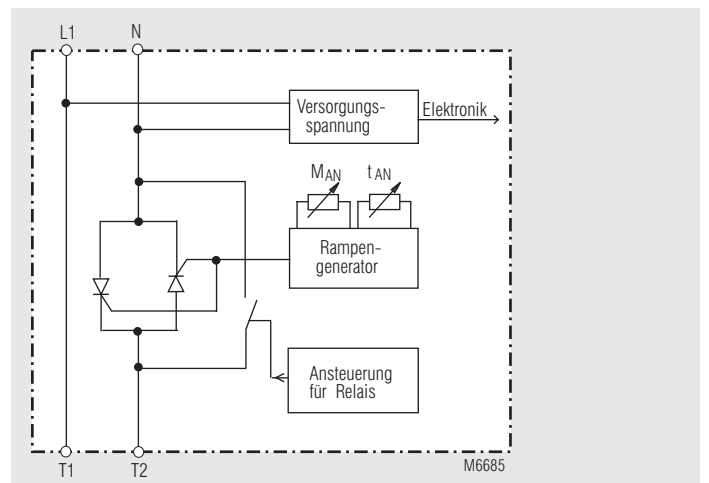 L1 N
Versorgungs-
spannung
Elektronik
MAN tAN
Rampen-
generator
Ansteuerung
für Relais
T1 T2
M6685